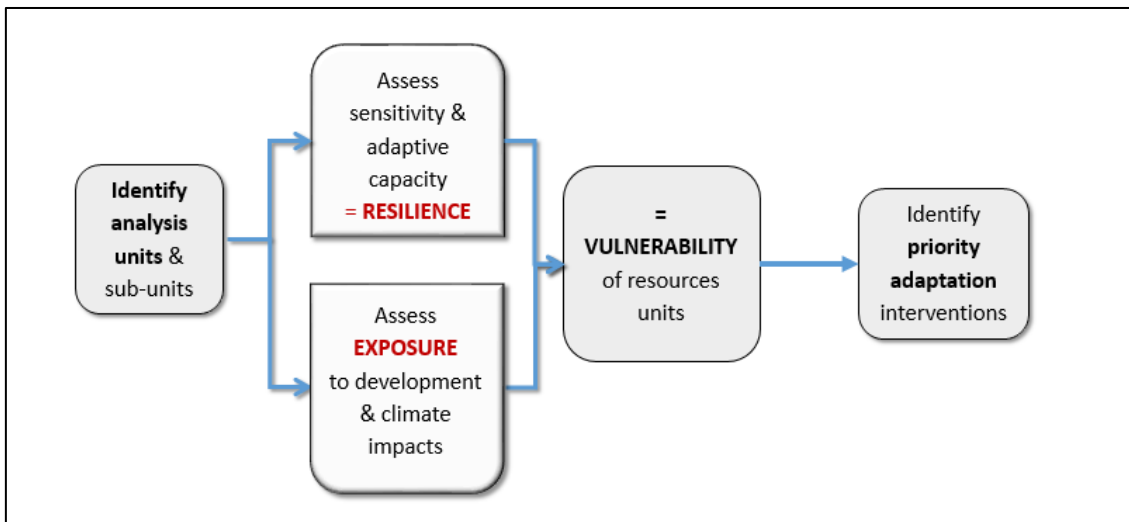 Identify
analysis
units &
sub-units
Assess
sensitivity &
adaptive
capacity
= RESILIENCE
Assess
EXPOSURE
to development
& climate
impacts
=
VULNERABILITY
of resources
units
Identify
priority
adaptation
interventions